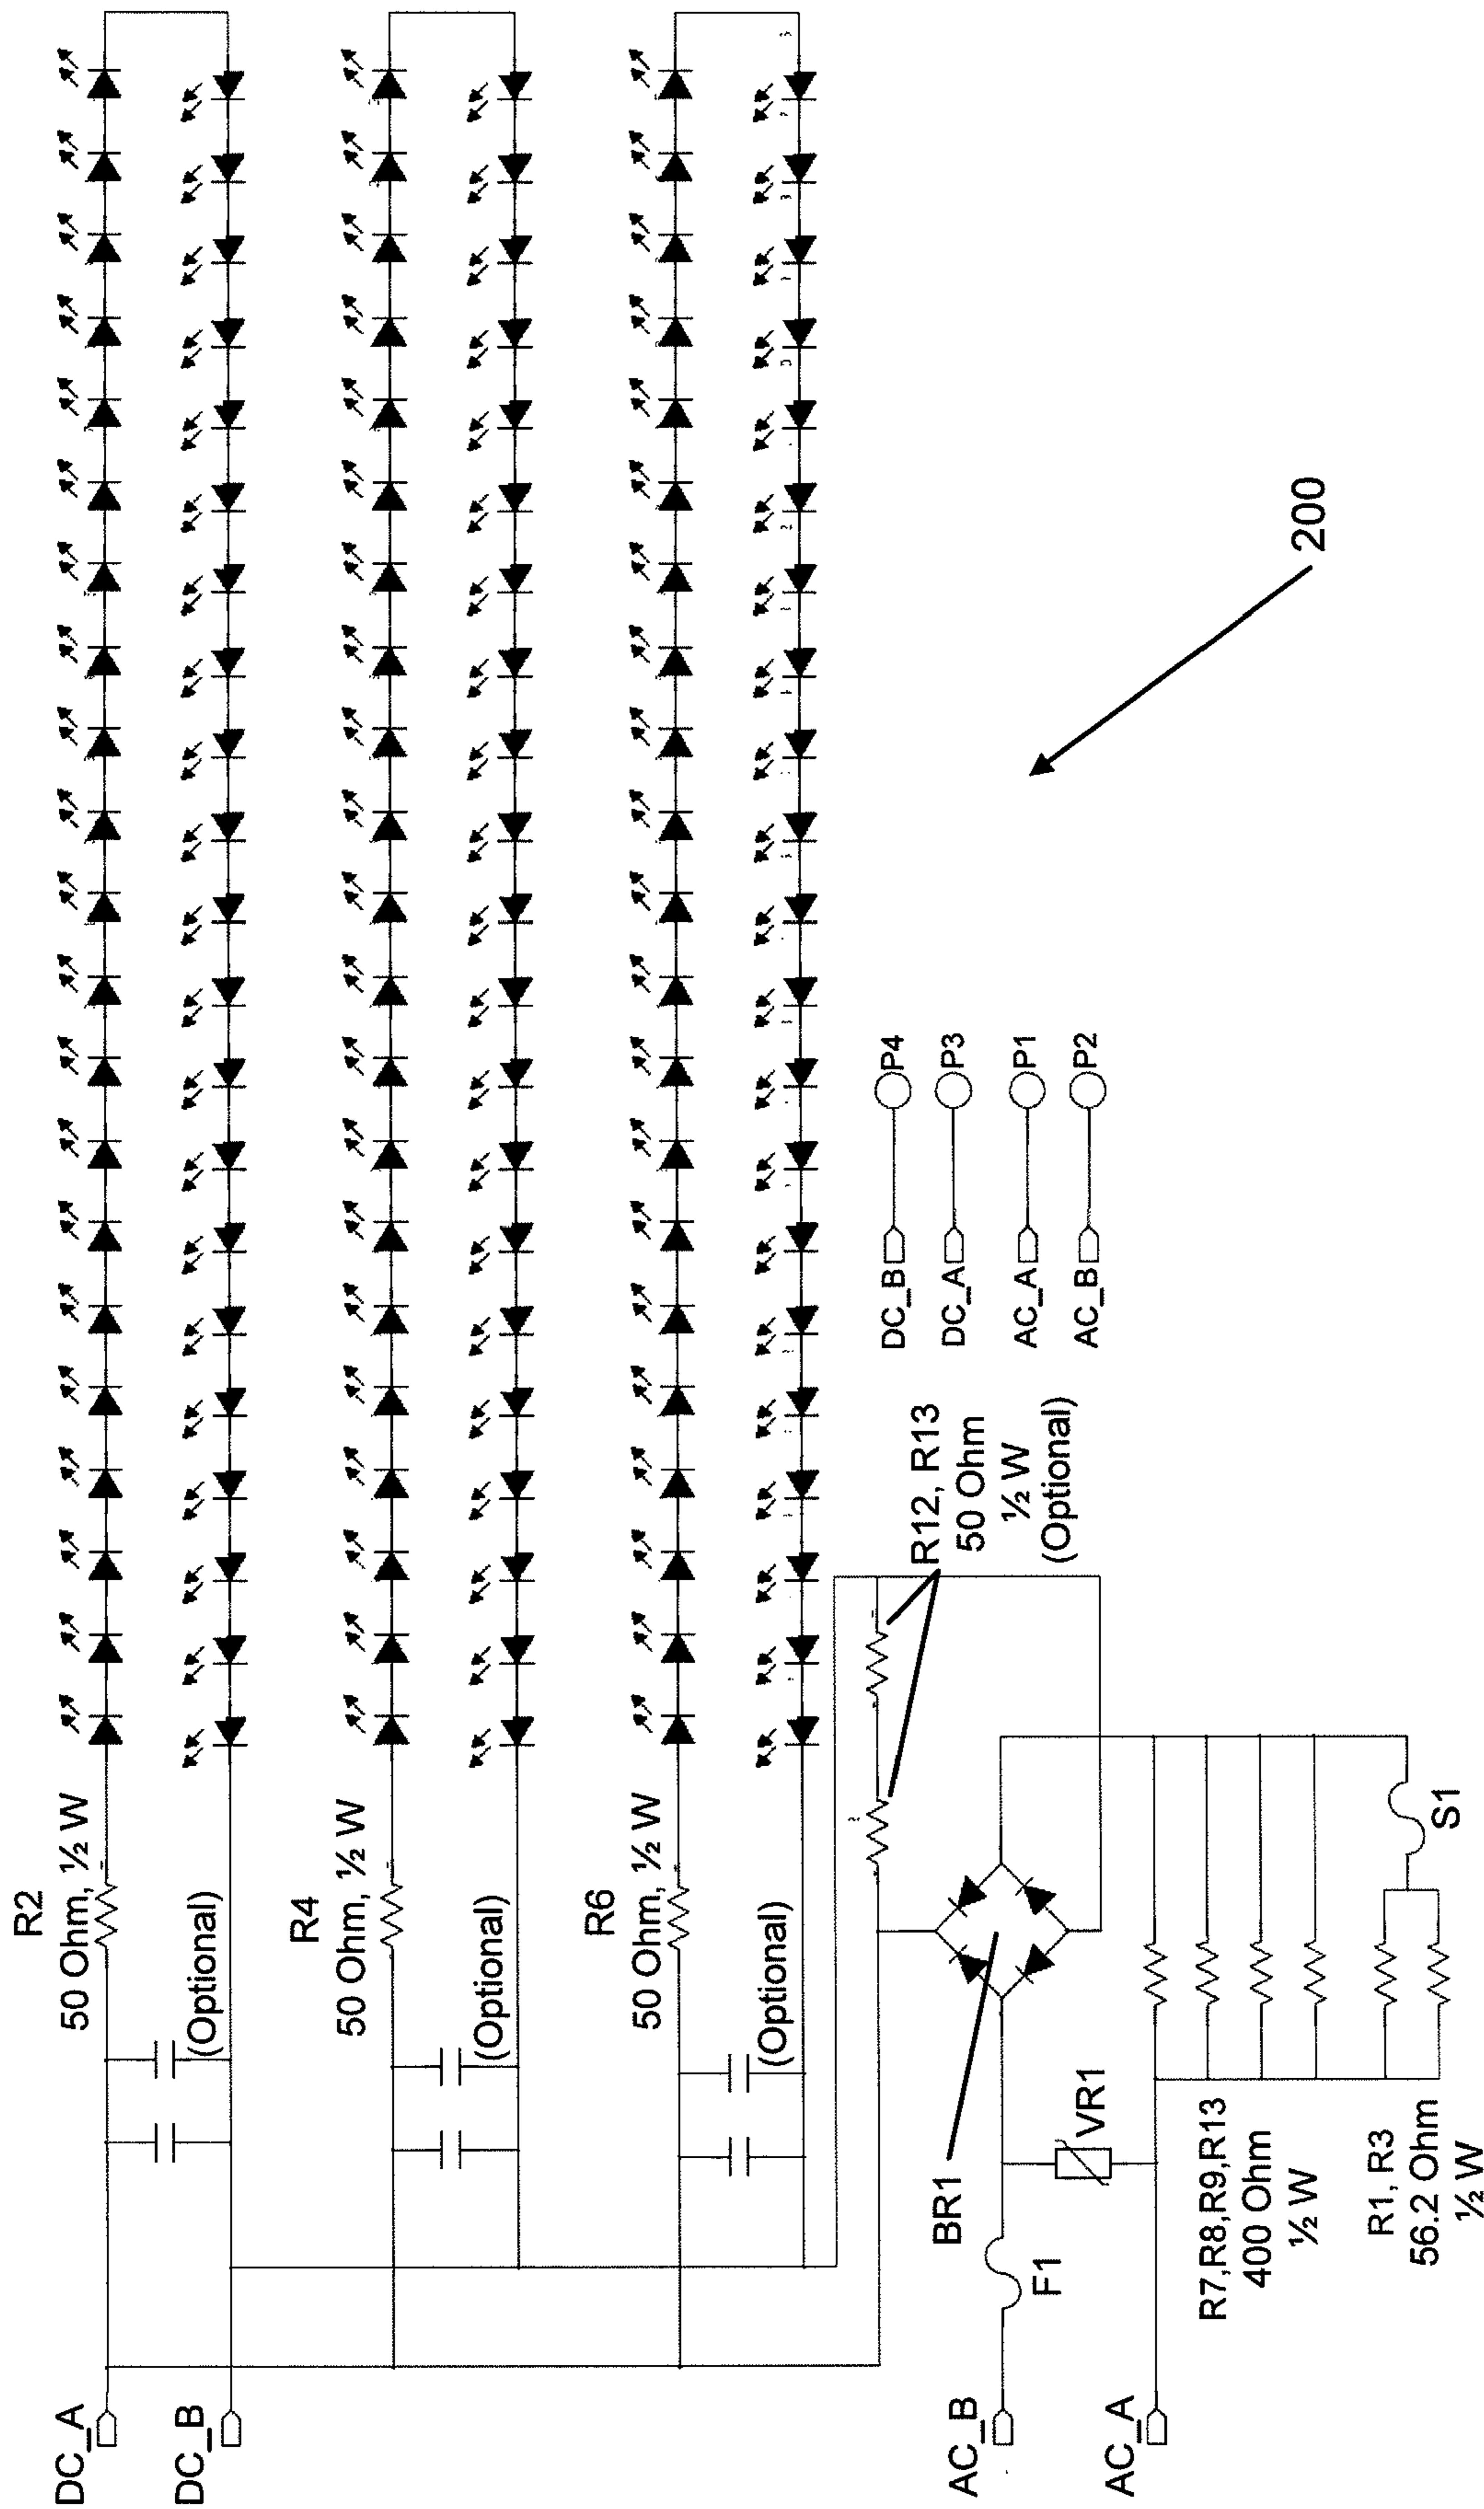 DC_A
DC_B
R2
50 Ohm, ½ W
(Optional)
R4
50 Ohm, ½ W
(Optional)
R6
50 Ohm, ½ W
(Optional)
R12, R13
50 Ohm
½ W
(Optional)
DC_B P4
DC_A P3
AC_A P1
AC_B P2
200
BR1
AC_B
F1
VR1
AC_A
R7,R8,R9,R13
400 Ohm
½ W
R1, R3
56.2 Ohm
½ W
S1